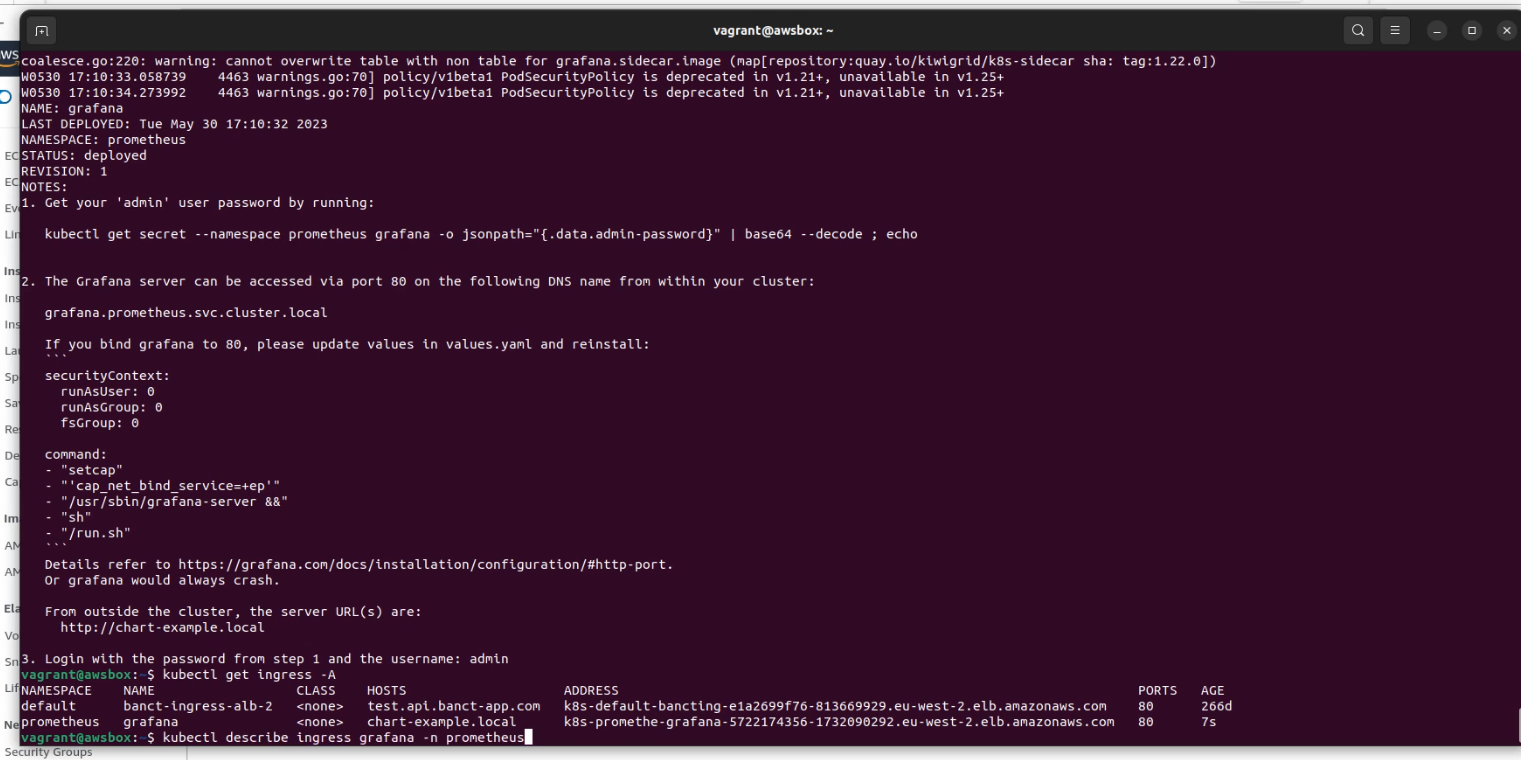 vagrant@awsbox: ~
coalesce.go:220: warning: cannot overwrite table with non table for grafana.sidecar.image (map[repository:quay.io/kiwigrid/k8s-sidecar sha: tag:1.22.0])
W0530 17:10:33.058739    4463 warnings.go:70] policy/v1beta1 PodSecurityPolicy is deprecated in v1.21+, unavailable in v1.25+
W0530 17:10:34.273992    4463 warnings.go:70] policy/v1beta1 PodSecurityPolicy is deprecated in v1.21+, unavailable in v1.25+
NAME: grafana
LAST DEPLOYED: Tue May 30 17:10:32 2023
NAMESPACE: prometheus
STATUS: deployed
REVISION: 1
NOTES:
1. Get your 'admin' user password by running:
   kubectl get secret --namespace prometheus grafana -o jsonpath="{.data.admin-password}" | base64 --decode ; echo
2. The Grafana server can be accessed via port 80 on the following DNS name from within your cluster:
   grafana.prometheus.svc.cluster.local
   If you bind grafana to 80, please update values in values.yaml and reinstall:
   ```
   securityContext:
     runAsUser: 0
     runAsGroup: 0
     fsGroup: 0
   command:
   - "setcap"
   - "'cap_net_bind_service=+ep'"
   - "/usr/sbin/grafana-server &&"
   - "sh"
   - "/run.sh"
   ```
   Details refer to https://grafana.com/docs/installation/configuration/#http-port.
   Or grafana would always crash.
   From outside the cluster, the server URL(s) are:
     http://chart-example.local
3. Login with the password from step 1 and the username: admin
vagrant@awsbox:~$ kubectl get ingress -A
NAMESPACE    NAME                  CLASS    HOSTS                    ADDRESS                                                                  PORTS   AGE
default      banct-ingress-alb-2   <none>   test.api.banct-app.com   k8s-default-bancting-e1a2699f76-813669929.eu-west-2.elb.amazonaws.com    80      266d
prometheus   grafana               <none>   chart-example.local      k8s-promethe-grafana-5722174356-1732090292.eu-west-2.elb.amazonaws.com   80      7s
vagrant@awsbox:~$ kubectl describe ingress grafana -n prometheus
Security Groups